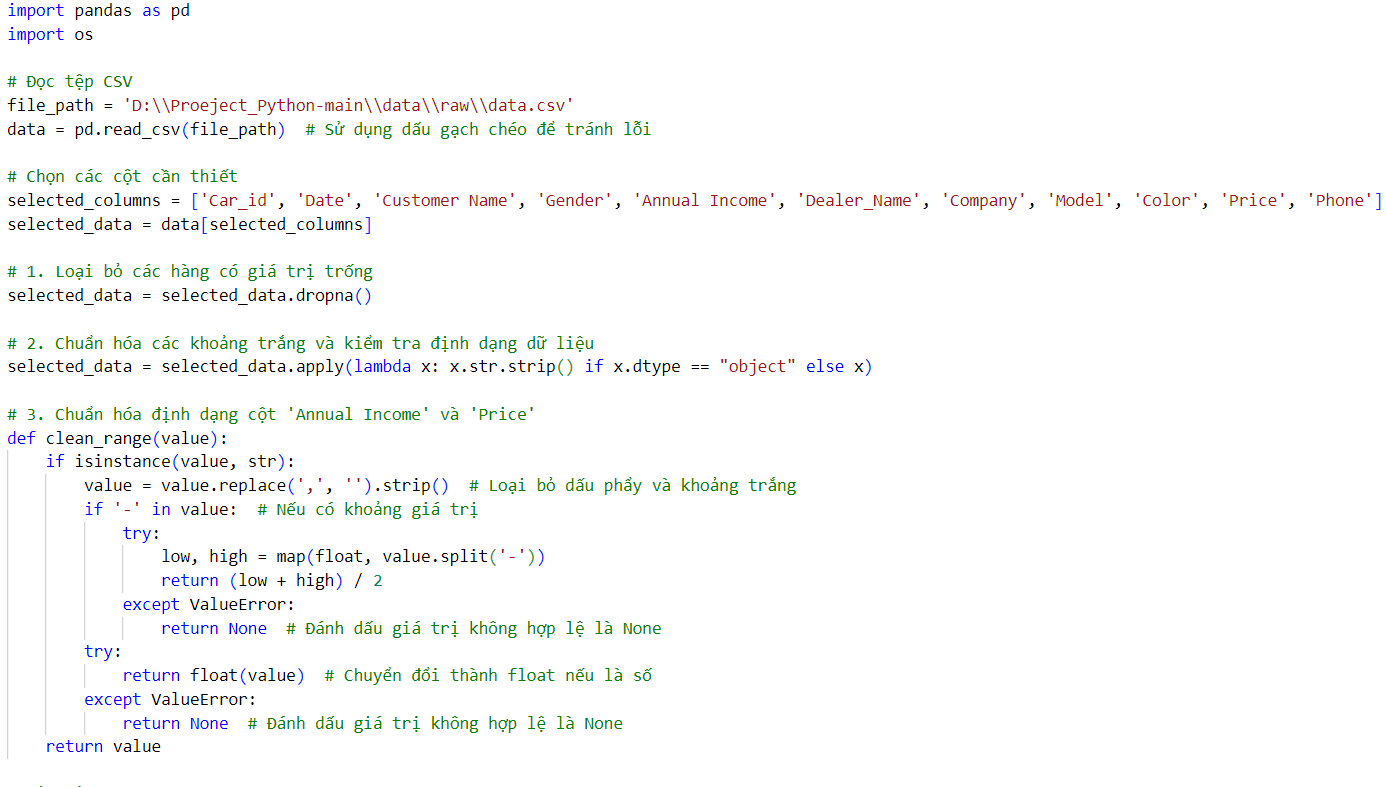 import pandas as pd
import os
# Đọc tệp CSV
file_path = 'D:\\Proeject_Python-main\\data\\raw\\data.csv'
data = pd.read_csv(file_path)  # Sử dụng dấu gạch chéo để tránh lỗi
# Chọn các cột cần thiết
selected_columns = ['Car_id', 'Date', 'Customer Name', 'Gender', 'Annual Income', 'Dealer_Name', 'Company', 'Model', 'Color', 'Price', 'Phone']
selected_data = data[selected_columns]
# 1. Loại bỏ các hàng có giá trị trống
selected_data = selected_data.dropna()
# 2. Chuẩn hóa các khoảng trắng và kiểm tra định dạng dữ liệu
selected_data = selected_data.apply(lambda x: x.str.strip() if x.dtype == "object" else x)
# 3. Chuẩn hóa định dạng cột 'Annual Income' và 'Price'
def clean_range(value):
    if isinstance(value, str):
        value = value.replace(',', '').strip()  # Loại bỏ dấu phẩy và khoảng trắng
        if '-' in value:  # Nếu có khoảng giá trị
            try:
                low, high = map(float, value.split('-'))
                return (low + high) / 2
            except ValueError:
                return None  # Đánh dấu giá trị không hợp lệ là None
        try:
            return float(value)  # Chuyển đổi thành float nếu là số
        except ValueError:
            return None  # Đánh dấu giá trị không hợp lệ là None
    return value